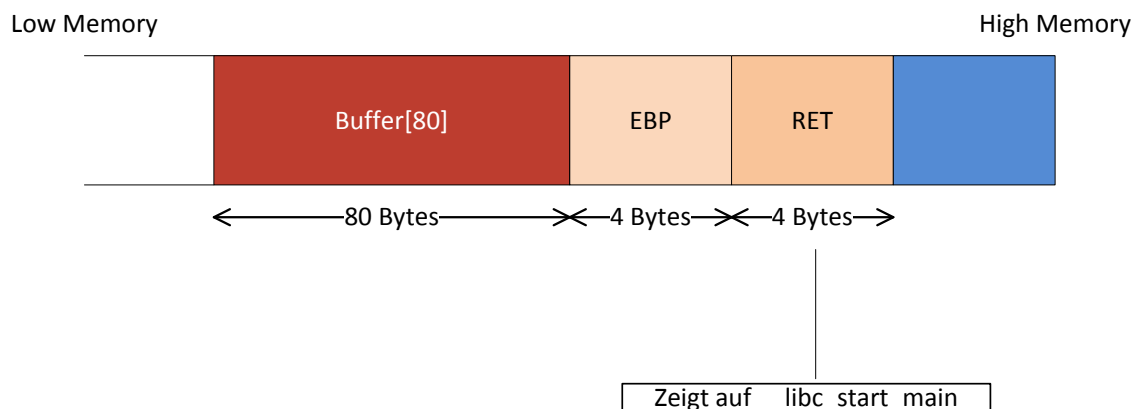 Low Memory
High Memory
Buffer[80]
EBP
RET
80 Bytes
4 Bytes
4 Bytes
Zeigt auf libc start main